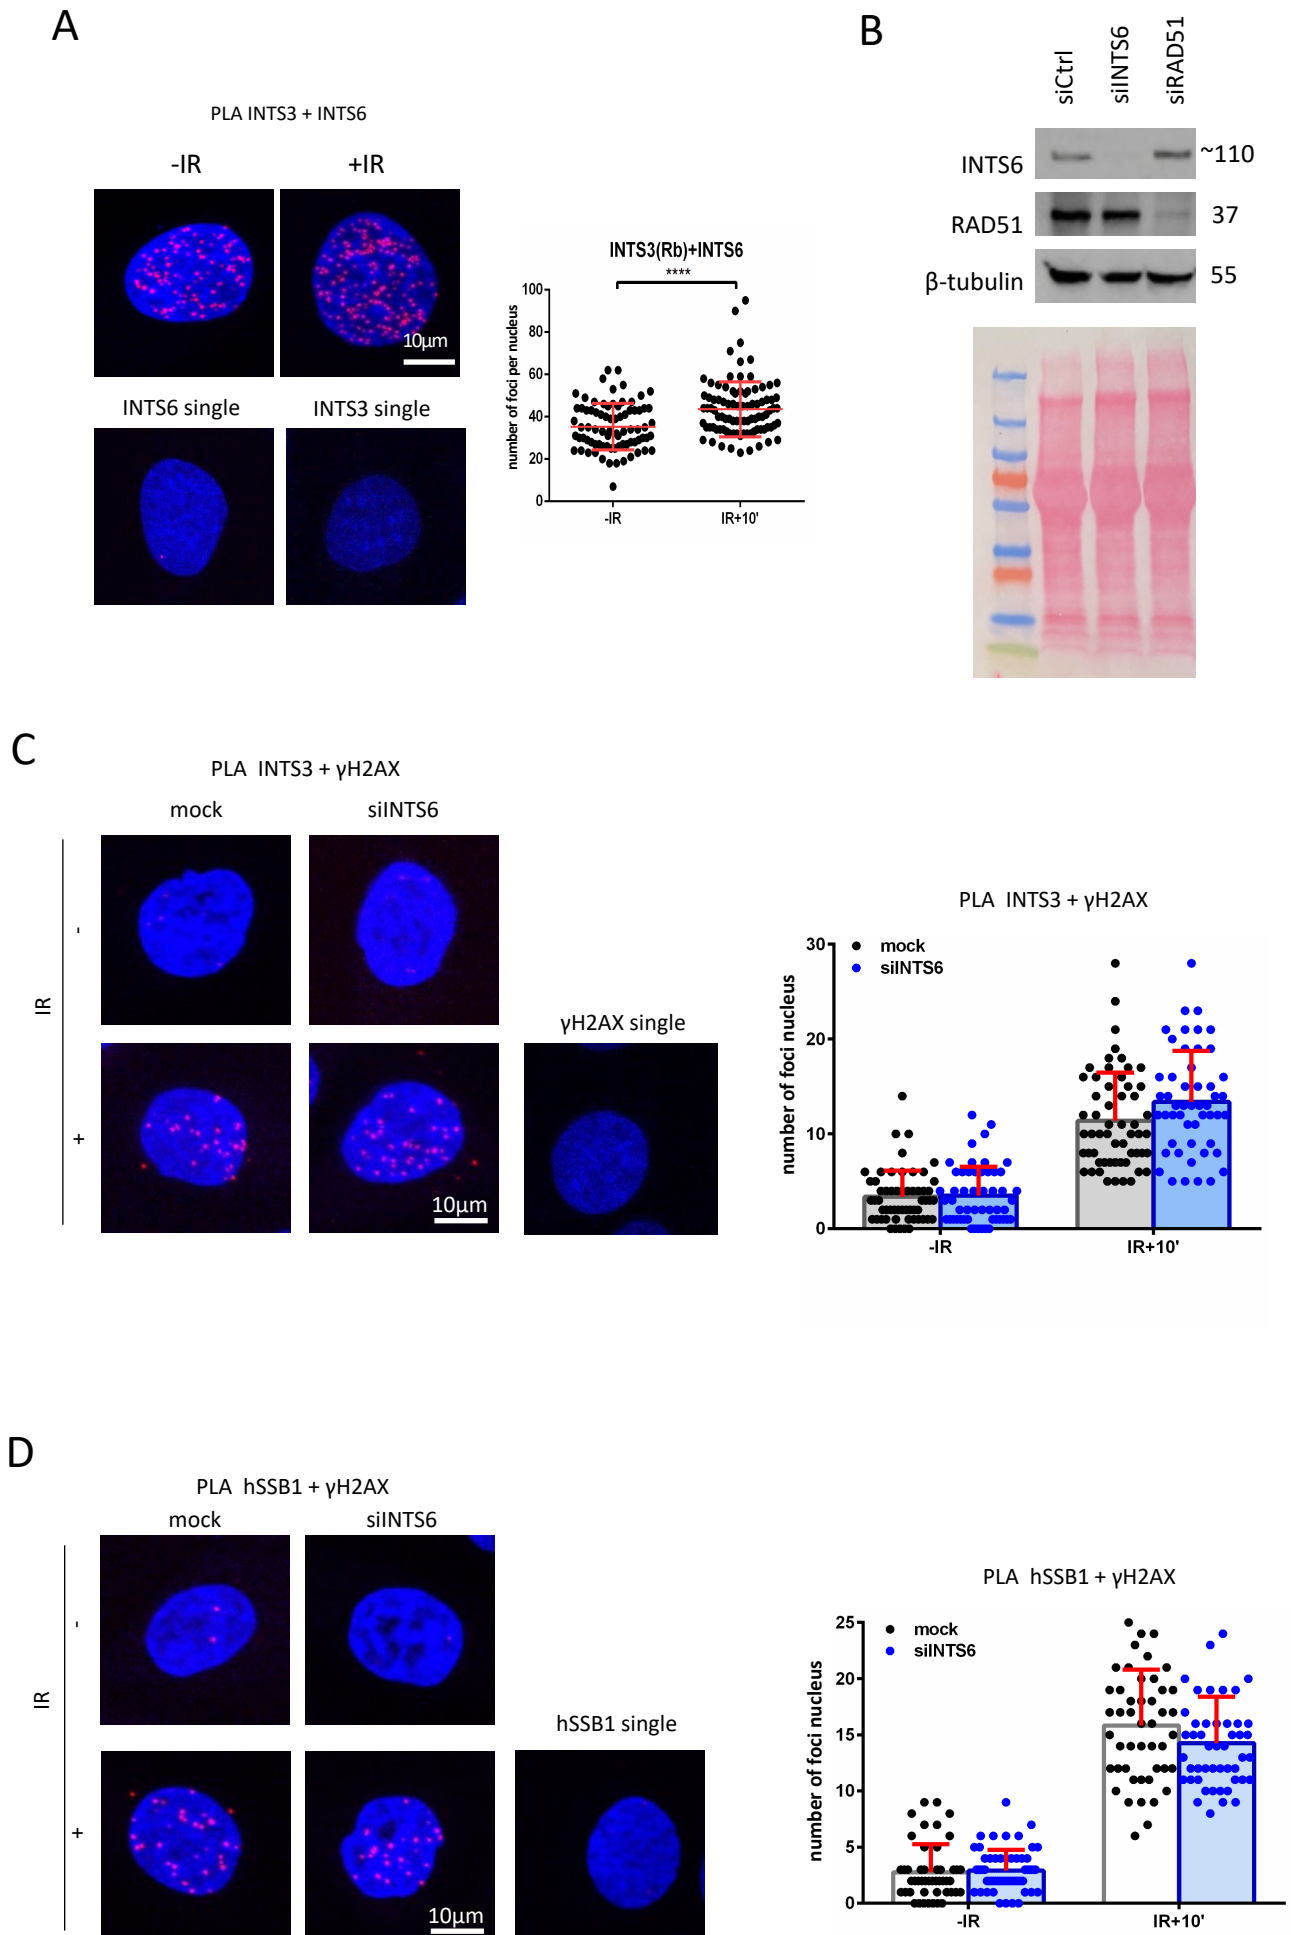 A
PLA INTS3 + INTS6
-IR
+IR
10µm
INTS6 single
INTS3 single
INTS3(Rb)+INTS6
****
number of foci per nucleus
100
80
60
40
20
0
-IR
IR+10'
B
siCtrl
siINTS6
siRAD51
INTS6
~110
RAD51
37
β-tubulin
55
C
PLA INTS3 + γH2AX
mock
siINTS6
IR
-
+
10µm
γH2AX single
PLA INTS3 + γH2AX
mock
siINTS6
number of foci nucleus
30
20
10
0
-IR
IR+10'
D
PLA hSSB1 + γH2AX
mock
siINTS6
IR
-
+
10µm
hSSB1 single
PLA hSSB1 + γH2AX
mock
siINTS6
number of foci nucleus
25
20
15
10
5
0
-IR
IR+10'